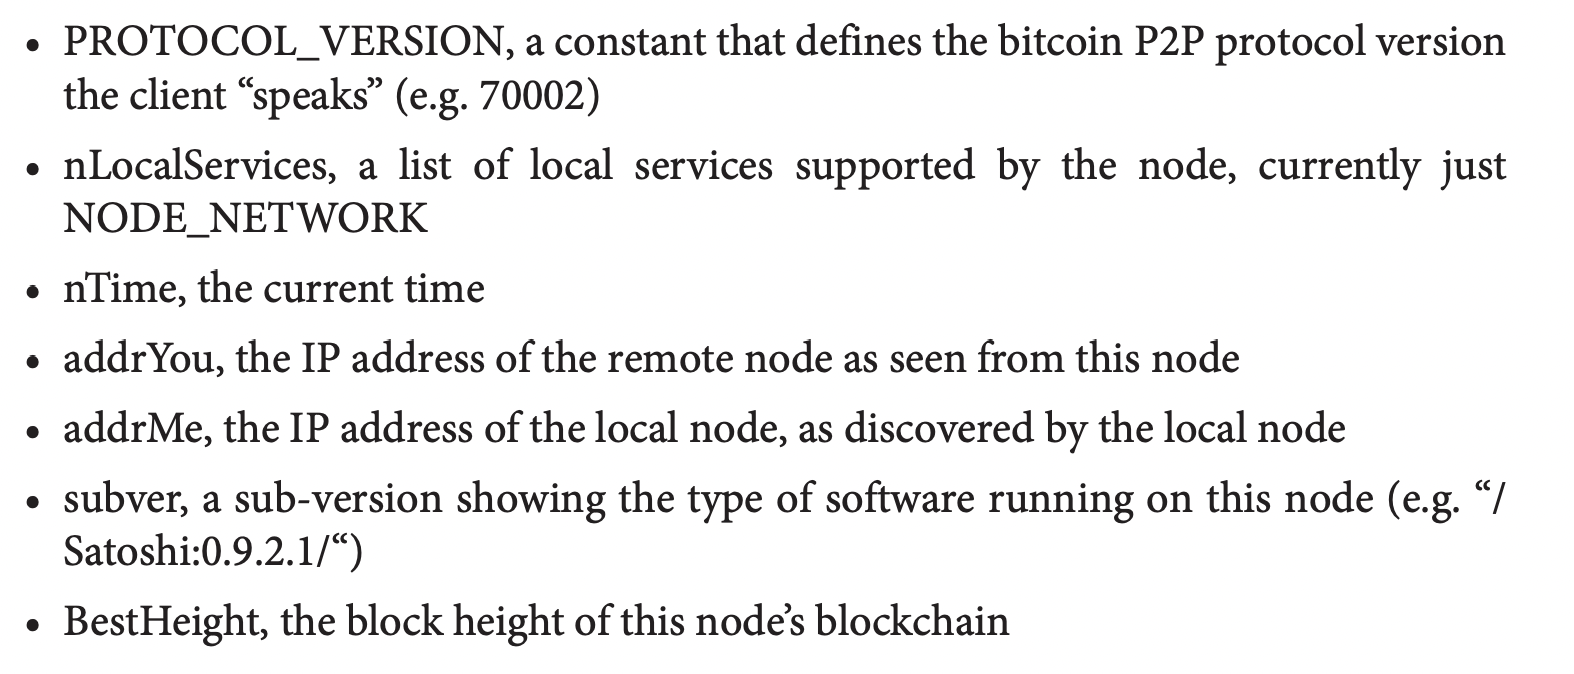 • PROTOCOL_VERSION, a constant that defines the bitcoin P2P protocol version
the client “speaks” (e.g. 70002)
• nLocalServices, a list of local services supported by the node, currently just
NODE_NETWORK
• nTime, the current time
• addrYou, the IP address of the remote node as seen from this node
• addrMe, the IP address of the local node, as discovered by the local node
• subver, a sub-version showing the type of software running on this node (e.g. “/
Satoshi:0.9.2.1/“)
• BestHeight, the block height of this node’s blockchain